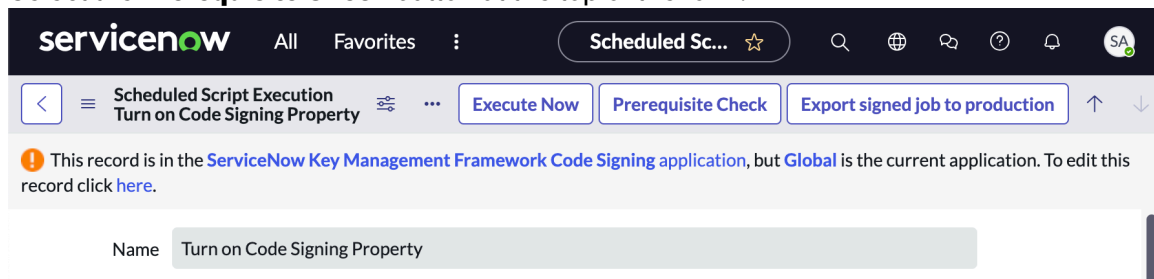 servicenow All Favorites Scheduled Sc... SA
Scheduled Script Execution
Turn on Code Signing Property
... Execute Now Prerequisite Check Export signed job to production
This record is in the ServiceNow Key Management Framework Code Signing application, but Global is the current application. To edit this
record click here.
Name Turn on Code Signing Property